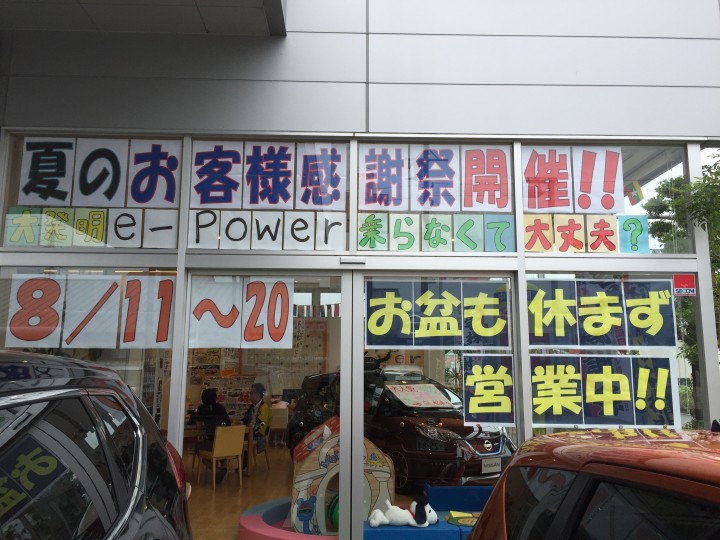 夏のお客様感謝祭開催!!
大発明e-Power乗らなくて大丈夫?
8/11〜20
お盆も休まず
営業中!!
SECOM